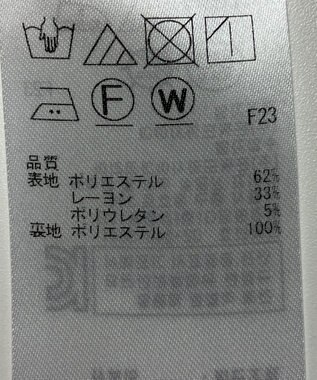 F W
F23
品質
表地 ポリエステル 62%
レーヨン 33%
ポリウレタン 5%
裏地 ポリエステル 100%